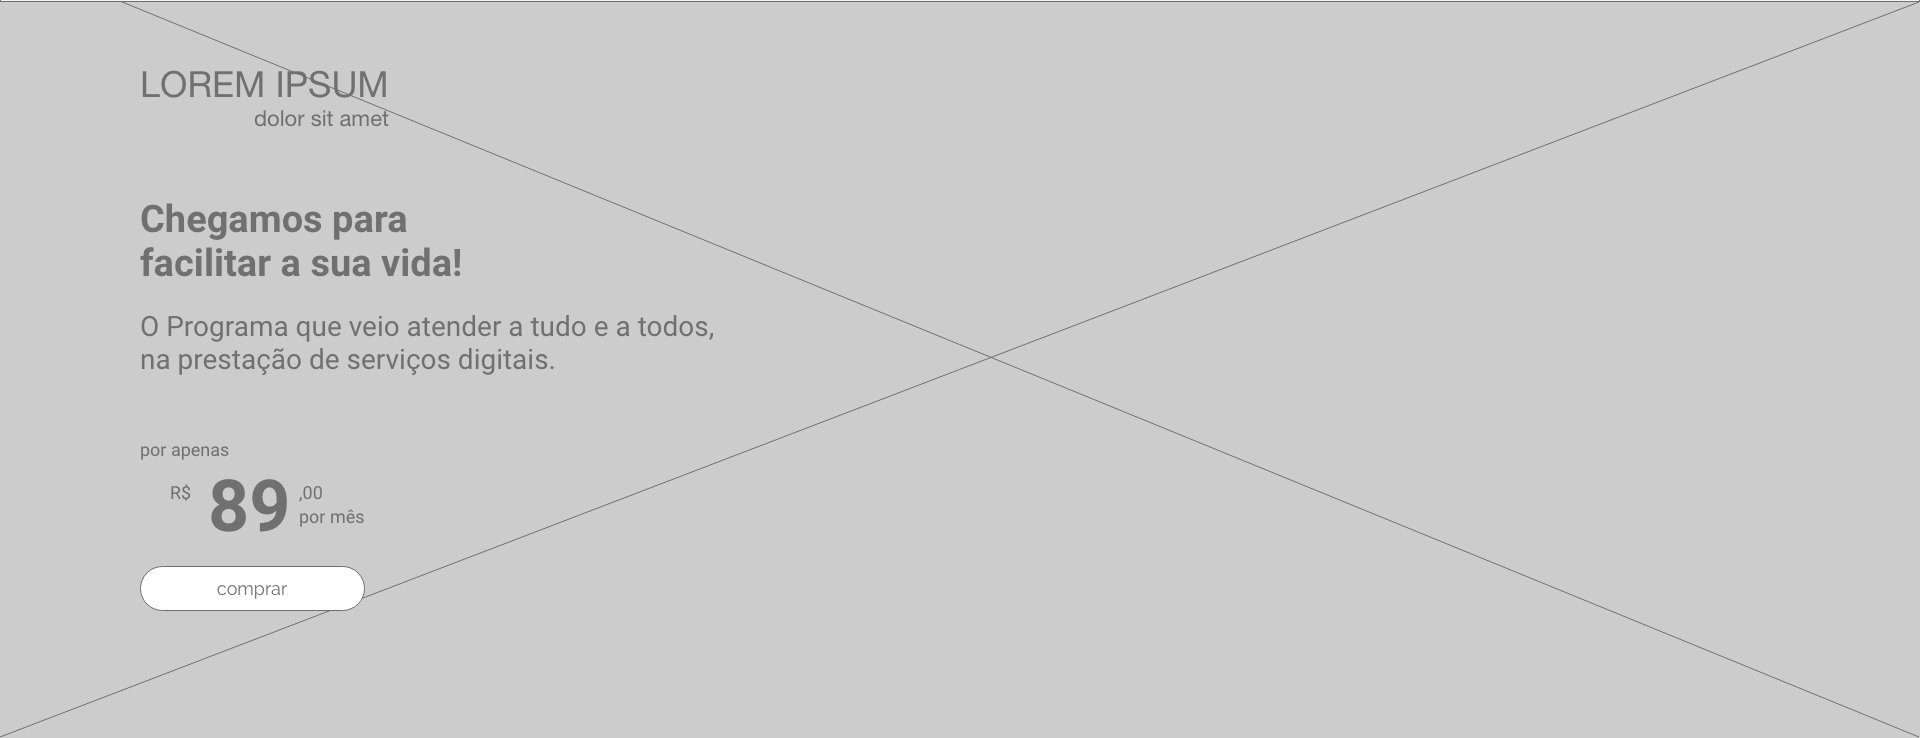 LOREM IPSUM
dolor sit amet
Chegamos para
facilitar a sua vida!
O Programa que veio atender a tudo e a todos,
na prestação de serviços digitais.
por apenas
R$ 89 ,00
por mês
comprar